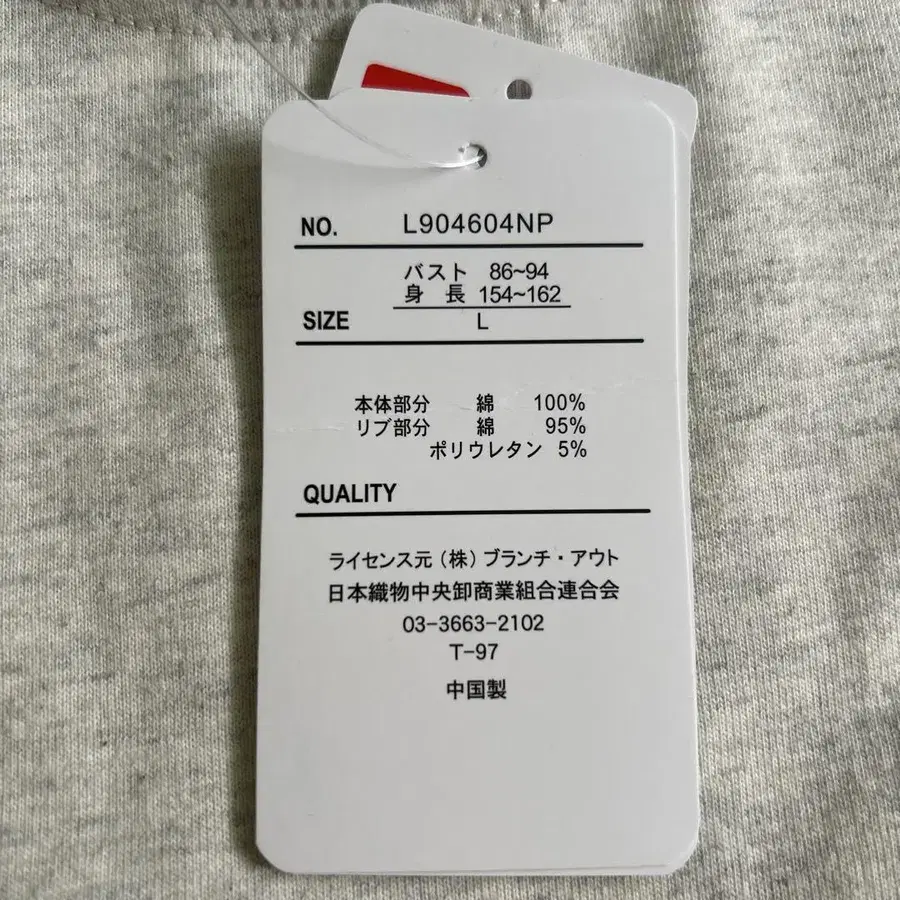 NO. L904604NP
バスト 86~94
身長 154~162
SIZE L
本体部分 綿 100%
リブ部分 綿 95%
ポリウレタン 5%
QUALITY
ライセンス元(株)ブランチ・アウト
日本織物中央卸商業組合連合会
03-3663-2102
T-97
中国製